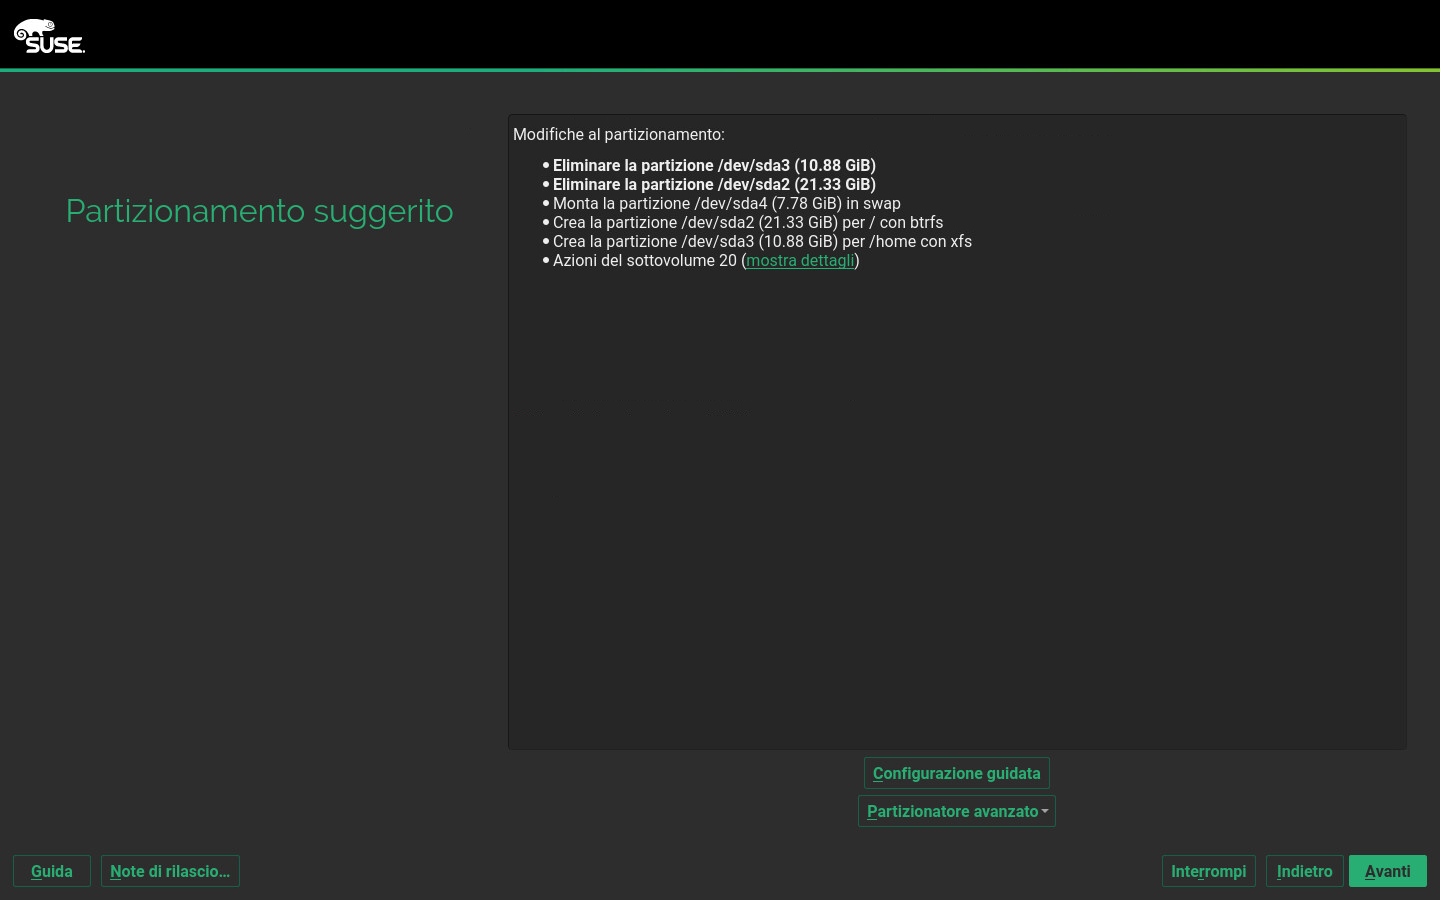 SUSE.
Modifiche al partizionamento:
• Eliminare la partizione /dev/sda3 (10.88 GiB)
• Eliminare la partizione /dev/sda2 (21.33 GiB)
• Monta la partizione /dev/sda4 (7.78 GiB) in swap
• Crea la partizione /dev/sda2 (21.33 GiB) per / con btrfs
• Crea la partizione /dev/sda3 (10.88 GiB) per /home con xfs
• Azioni del sottovolume 20 (mostra dettagli)
Partizionamento suggerito
Configurazione guidata
Partizionatore avanzato
Guida
Note di rilascio...
Interrompi
Indietro
Avanti